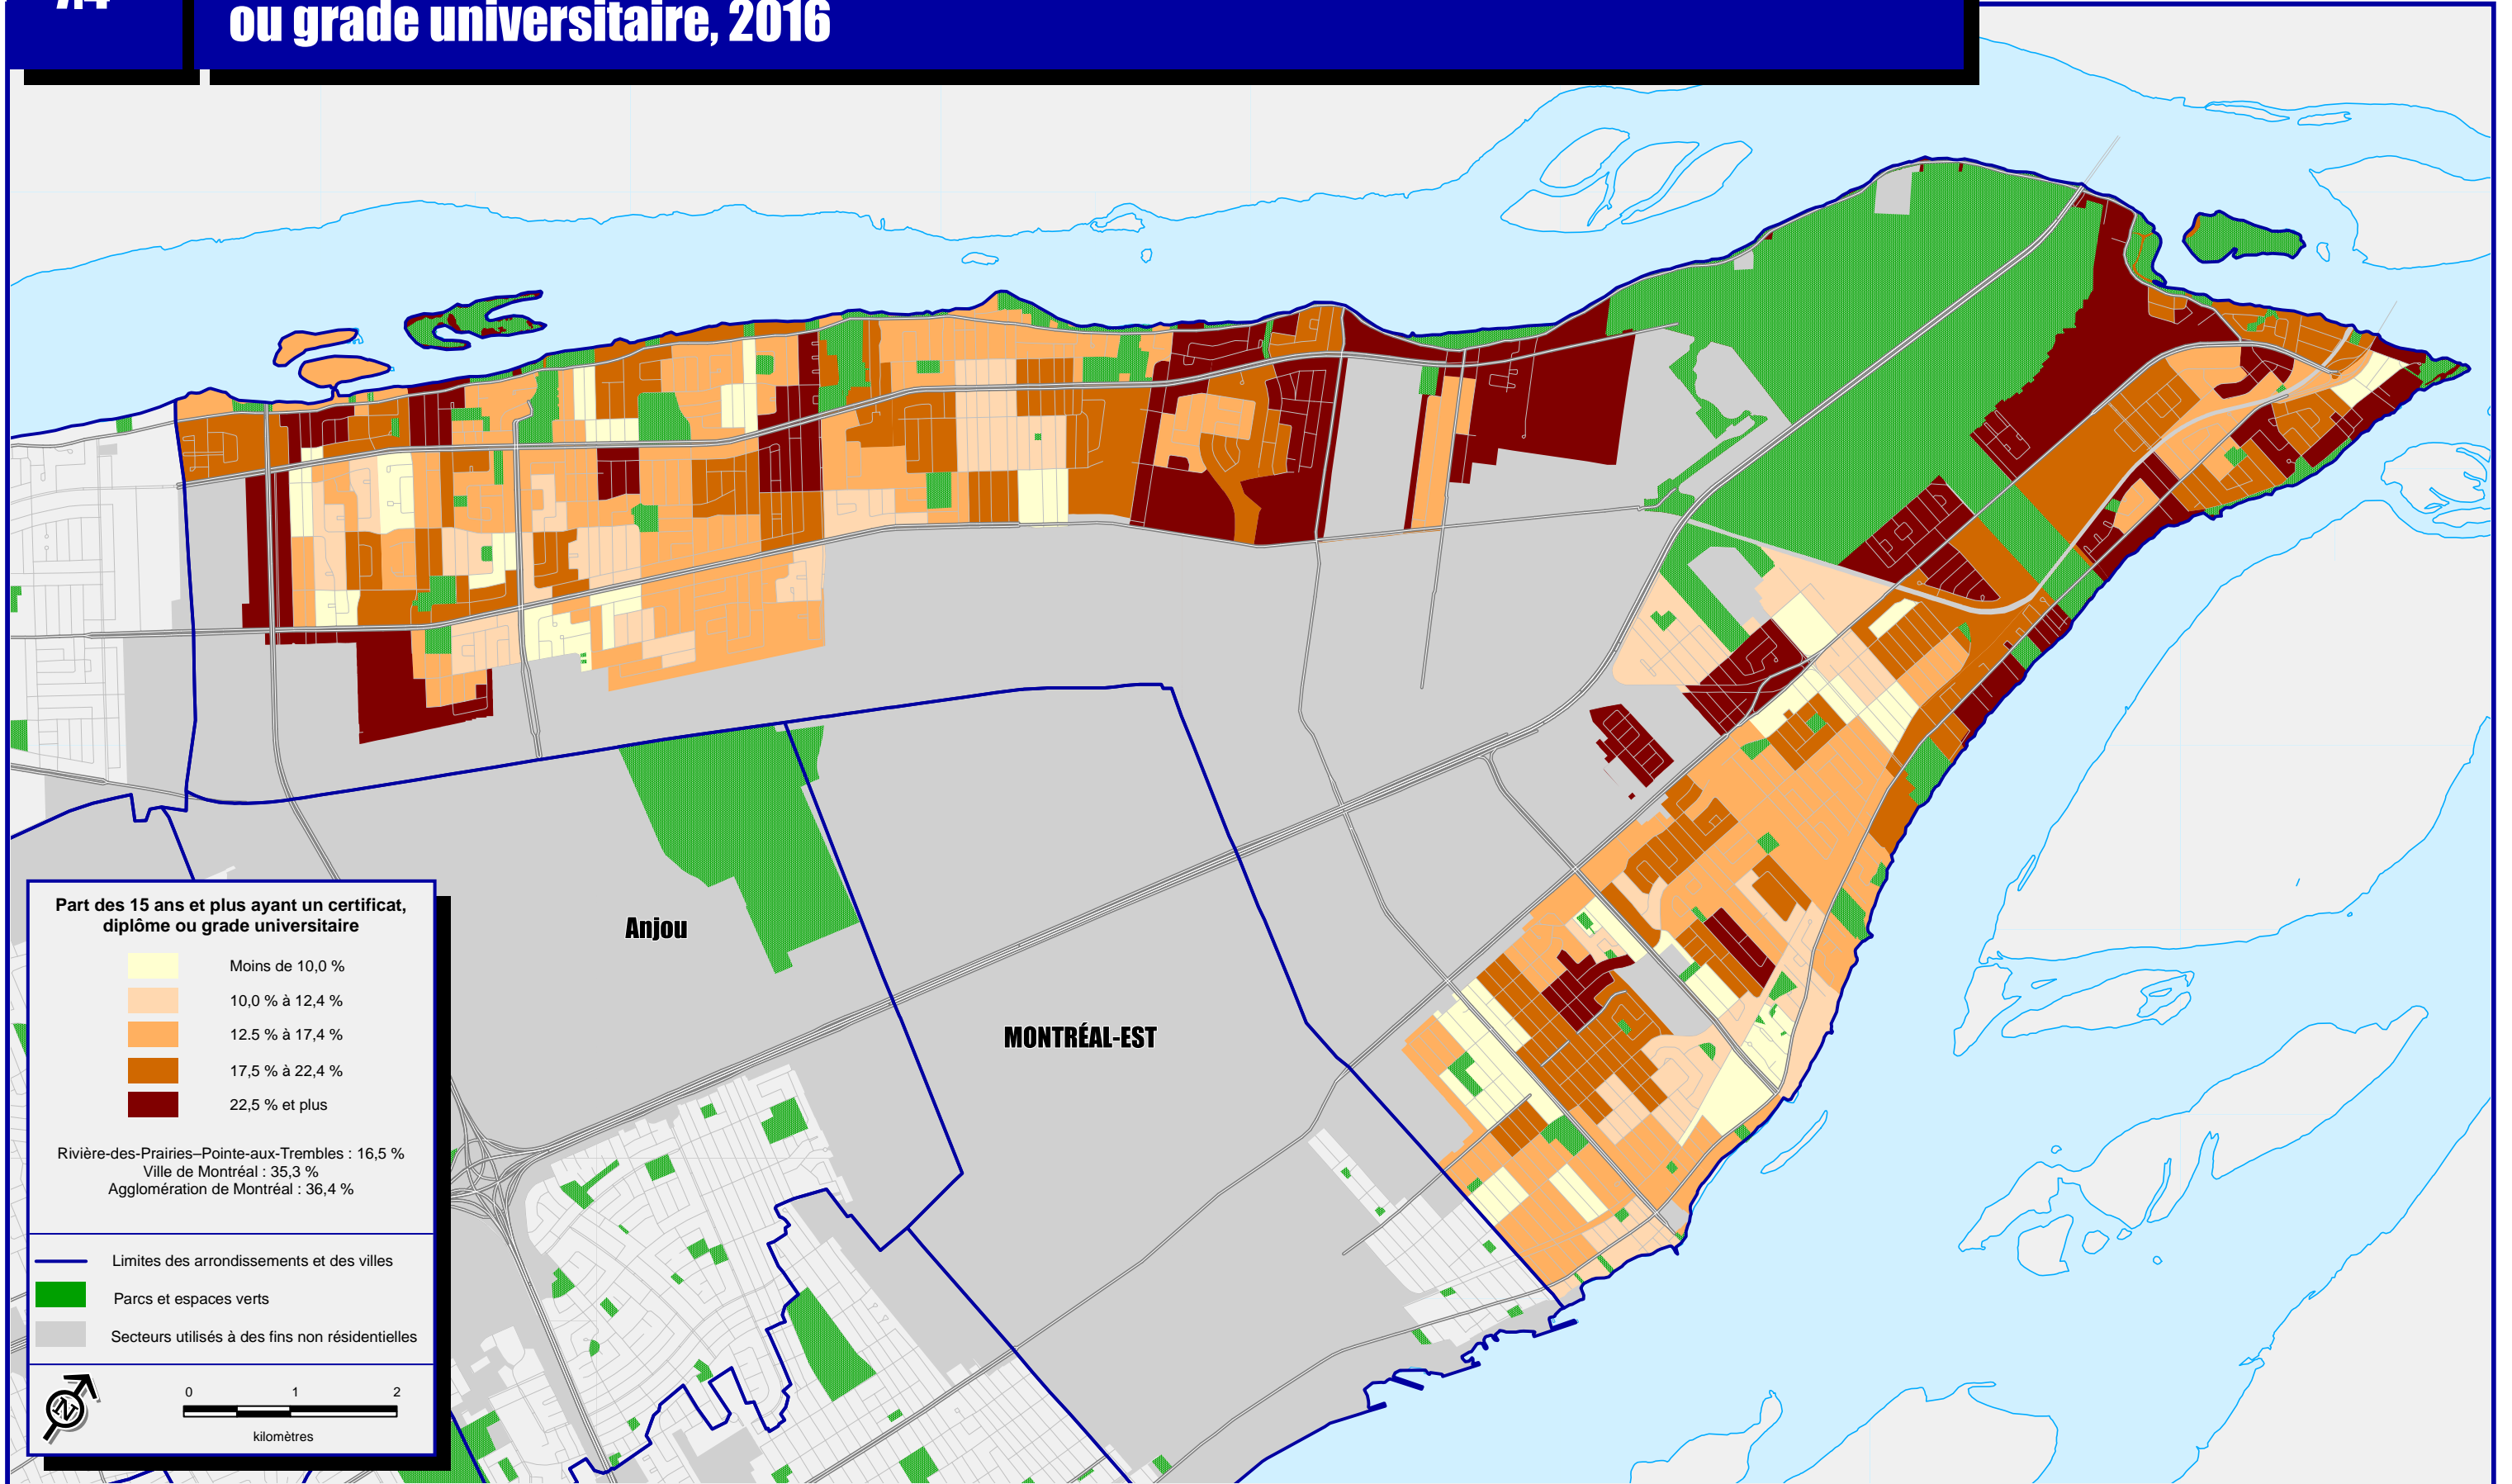 7.4
ou grade universitaire, 2016
Anjou
MONTRÉAL-EST
Part des 15 ans et plus ayant un certificat,
diplôme ou grade universitaire
Moins de 10,0 %
10,0 % à 12,4 %
12.5 % à 17,4 %
17,5 % à 22,4 %
22,5 % et plus
Rivière-des-Prairies–Pointe-aux-Trembles : 16,5 %
Ville de Montréal : 35,3 %
Agglomération de Montréal : 36,4 %
Limites des arrondissements et des villes
Parcs et espaces verts
Secteurs utilisés à des fins non résidentielles
N
0 1 2
kilomètres